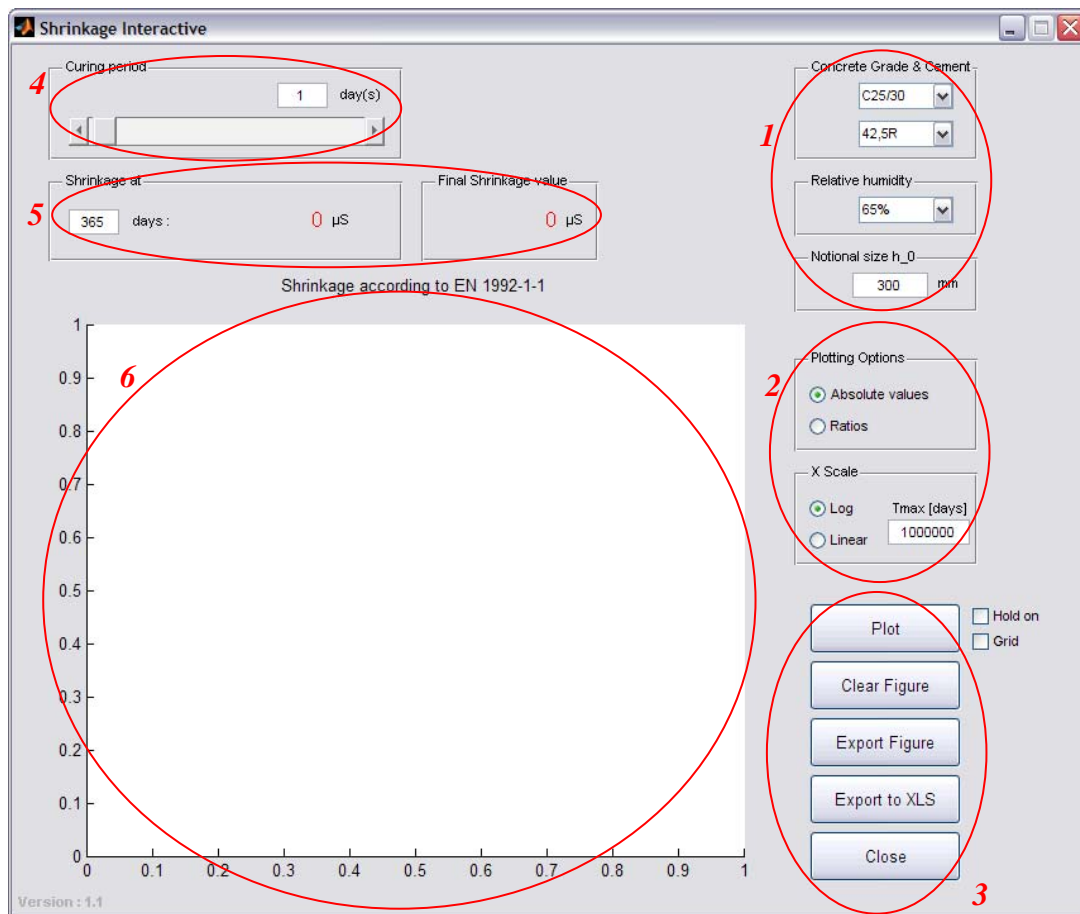 Shrinkage Interactive
Curing period
4
1 day(s)
Shrinkage at
5
365 days : 0 µS
Final Shrinkage value
0 µS
Concrete Grade & Cement
C25/30
1
42,5R
Relative humidity
65%
Notional size h_0
300 mm
Shrinkage according to EN 1992-1-1
6
1
0.9
0.8
0.7
0.6
0.5
0.4
0.3
0.2
0.1
0
0 0.1 0.2 0.3 0.4 0.5 0.6 0.7 0.8 0.9 1
Plotting Options
2
Absolute values
Ratios
X Scale
Log Tmax [days]
Linear 1000000
Plot
Hold on
Grid
Clear Figure
Export Figure
Export to XLS
Close
3
Version : 1.1